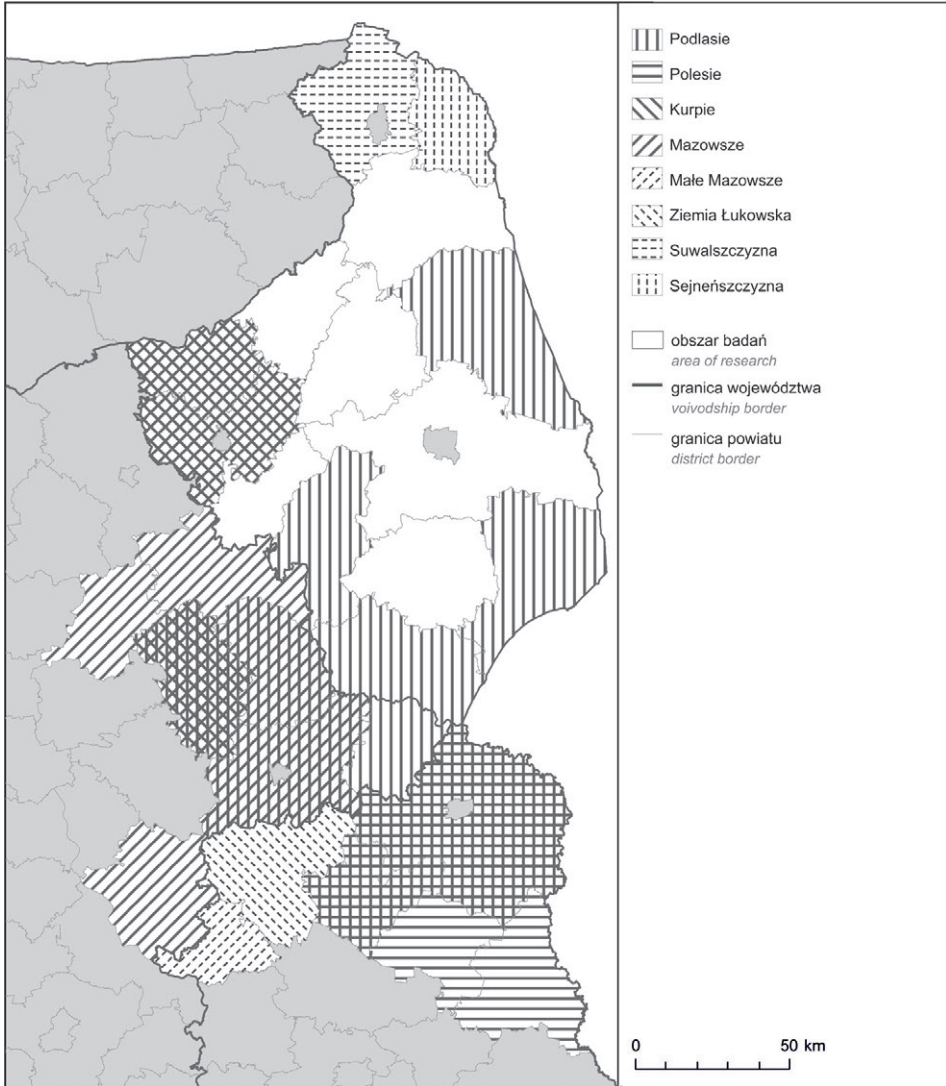 Podlasie
Polesie
Kurpie
Mazowsze
Małe Mazowsze
Ziemia Łukowska
Suwalszczyzna
Sejneńszczyzna
obszar badań
area of research
granica województwa
voivodship border
granica powiatu
district border
0 50 km